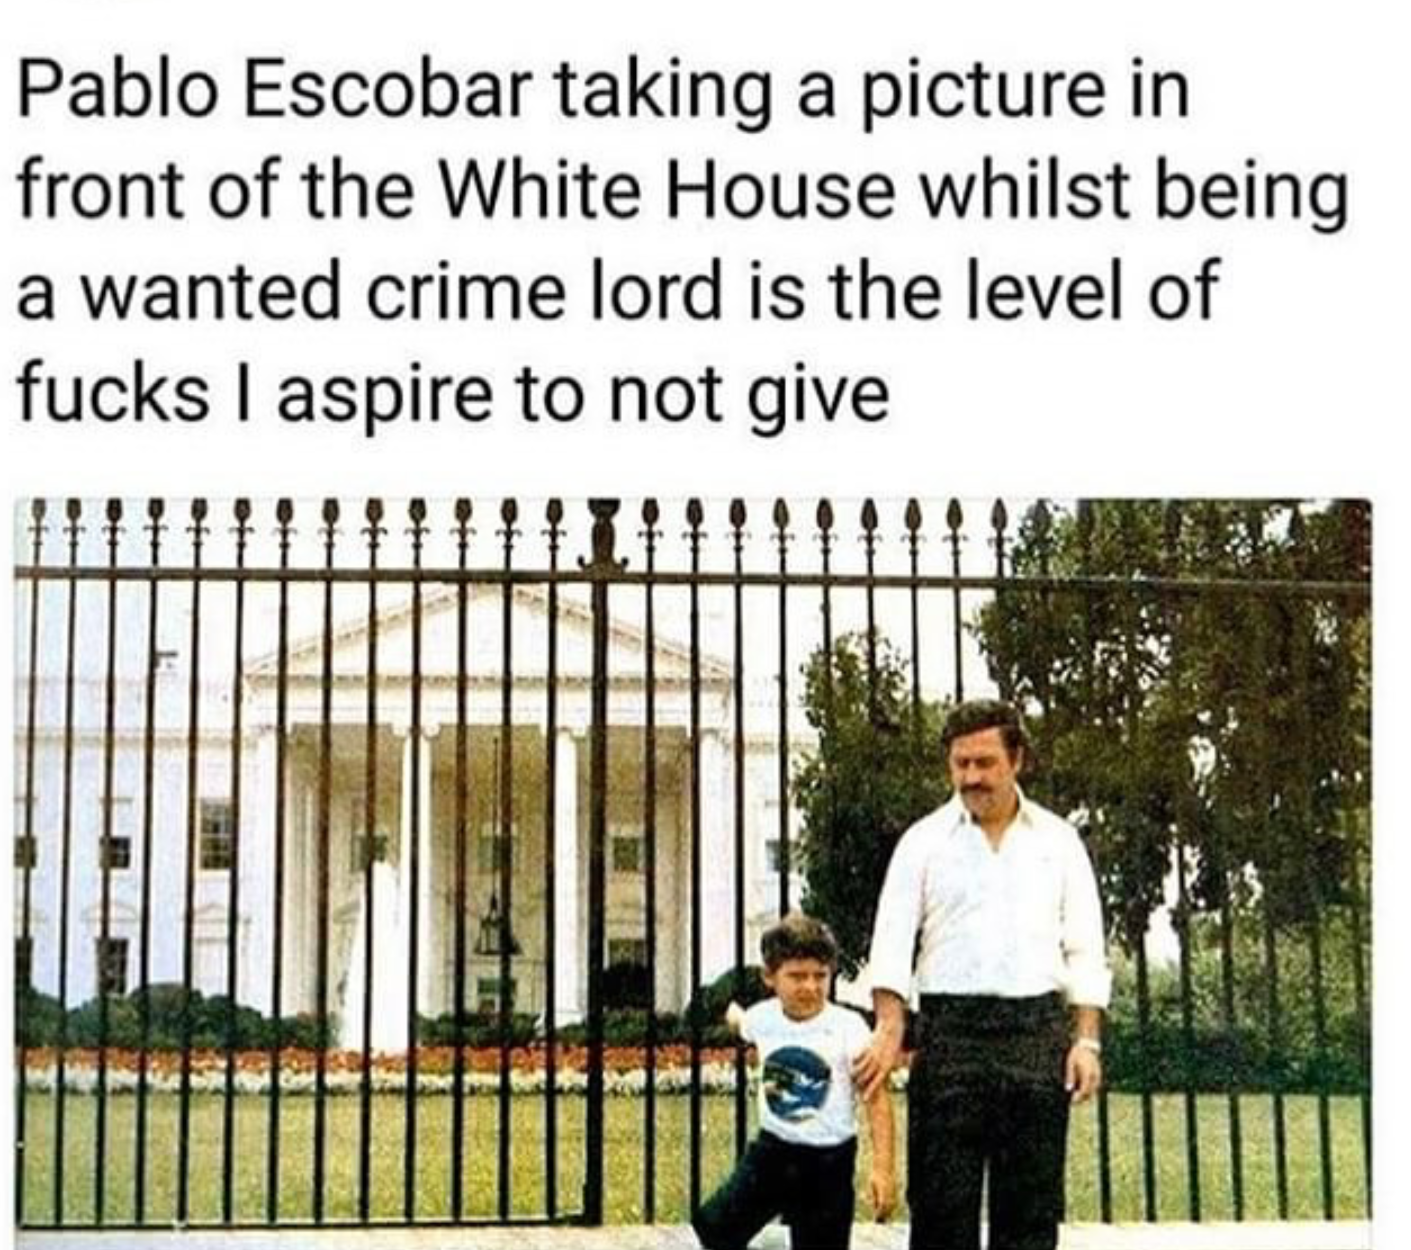 Pablo Escobar taking a picture in
front of the White House whilst being
a wanted crime lord is the level of
fucks I aspire to not give